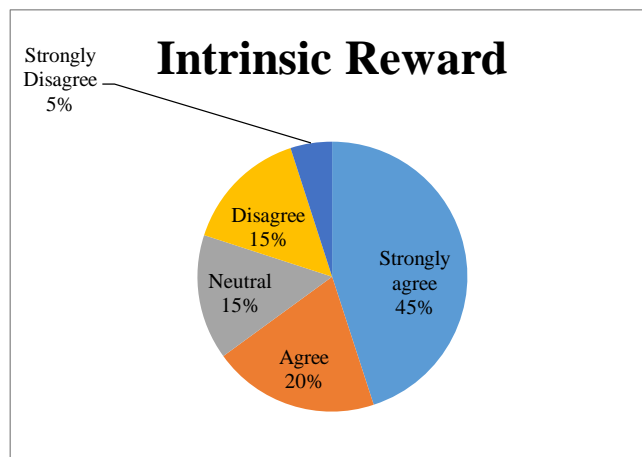 Intrinsic Reward
Strongly
Disagree
5%
Disagree
15%
Neutral
15%
Strongly
agree
45%
Agree
20%